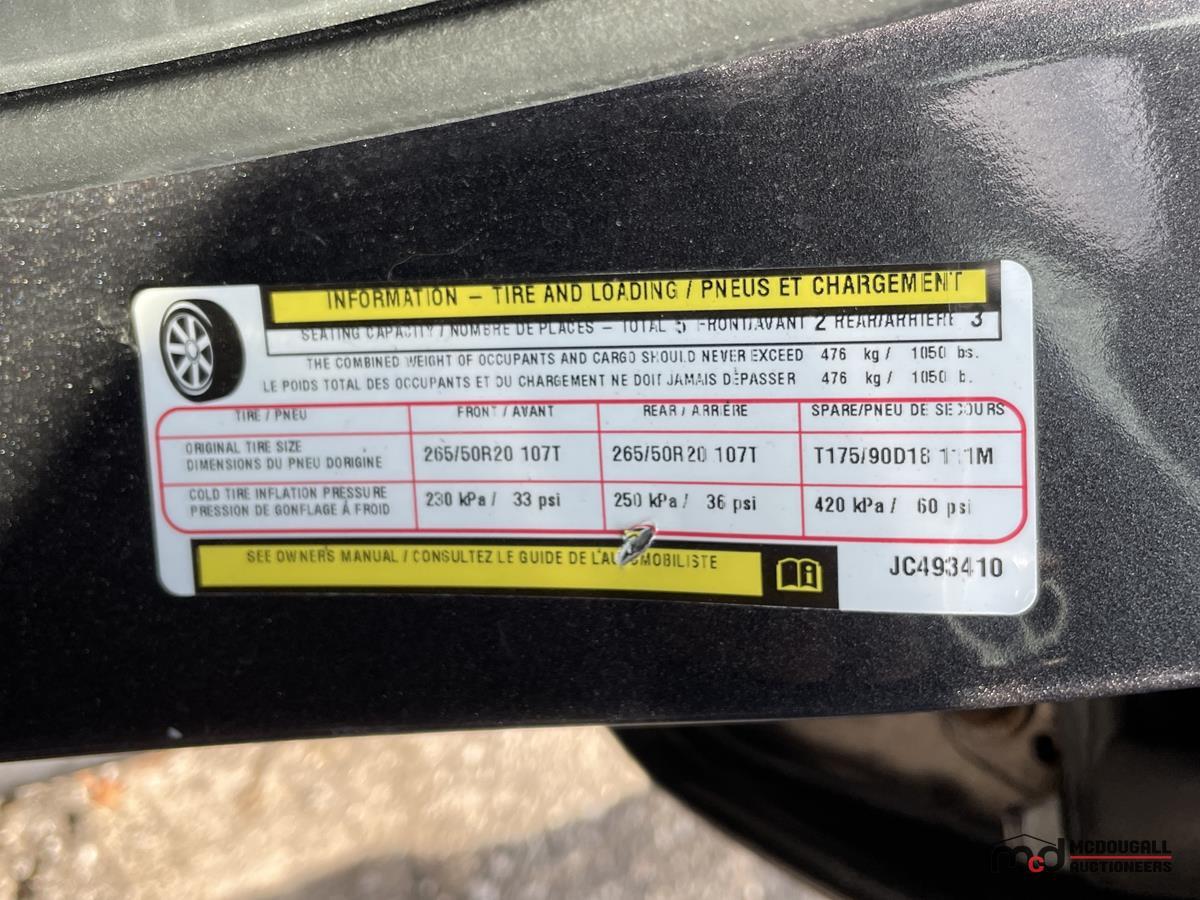 INFORMATION – TIRE AND LOADING / PNEUS ET CHARGEMENT
SEATING CAPACITY / NOMBRE DE PLACES – TOTAL 5 FRONT/AVANT 2 REAR/ARRIÈRE 3
THE COMBINED WEIGHT OF OCCUPANTS AND CARGO SHOULD NEVER EXCEED 476 kg / 1050 bs.
LE POIDS TOTAL DES OCCUPANTS ET DU CHARGEMENT NE DOIT JAMAIS DÉPASSER 476 kg / 1050 b.
TIRE / PNEU FRONT / AVANT REAR / ARRIÈRE SPARE/PNEU DE SECOURS
ORIGINAL TIRE SIZE
DIMENSIONS DU PNEU DORIGINE
265/50R20 107T 265/50R20 107T T175/90D18 111M
COLD TIRE INFLATION PRESSURE
PRESSION DE GONFLAGE À FROID
230 kPa / 33 psi 250 kPa / 36 psi 420 kPa / 60 psi
SEE OWNERS MANUAL / CONSULTEZ LE GUIDE DE L'AUTOMOBILISTE
JC493410
mcd MCDOUGALL
AUCTIONEERS